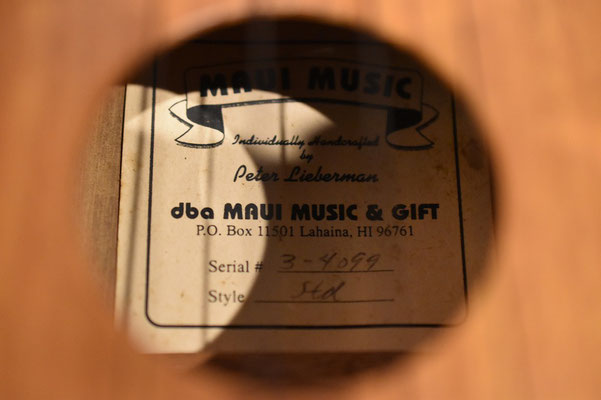 MAUI MUSIC
Individually Handcrafted
by
Peter Lieberman
dba MAUI MUSIC & GIFT
P.O. Box 11501 Lahaina, HI 96761
Serial # 3-4099
Style Std